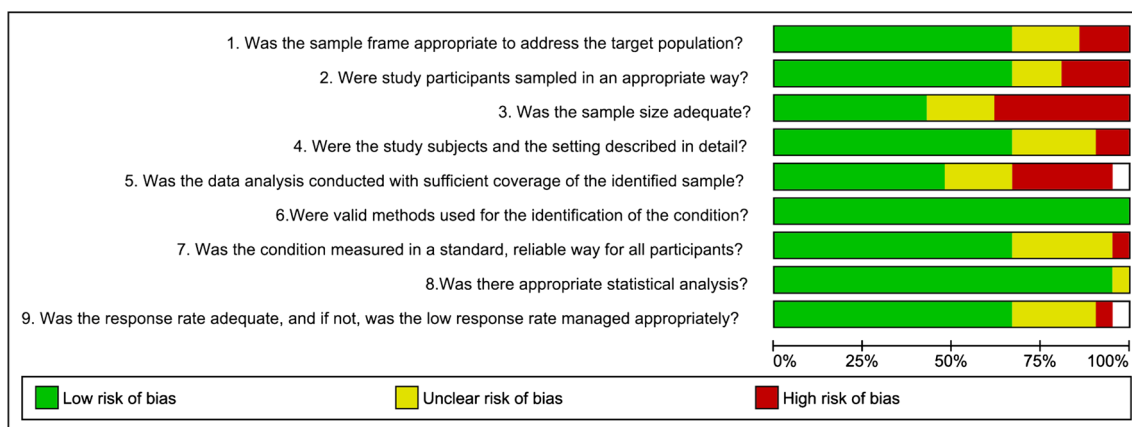 1. Was the sample frame appropriate to address the target population?
2. Were study participants sampled in an appropriate way?
3. Was the sample size adequate?
4. Were the study subjects and the setting described in detail?
5. Was the data analysis conducted with sufficient coverage of the identified sample?
6.Were valid methods used for the identification of the condition?
7. Was the condition measured in a standard, reliable way for all participants?
8.Was there appropriate statistical analysis?
9. Was the response rate adequate, and if not, was the low response rate managed appropriately?
0% 25% 50% 75% 100%
Low risk of bias Unclear risk of bias High risk of bias